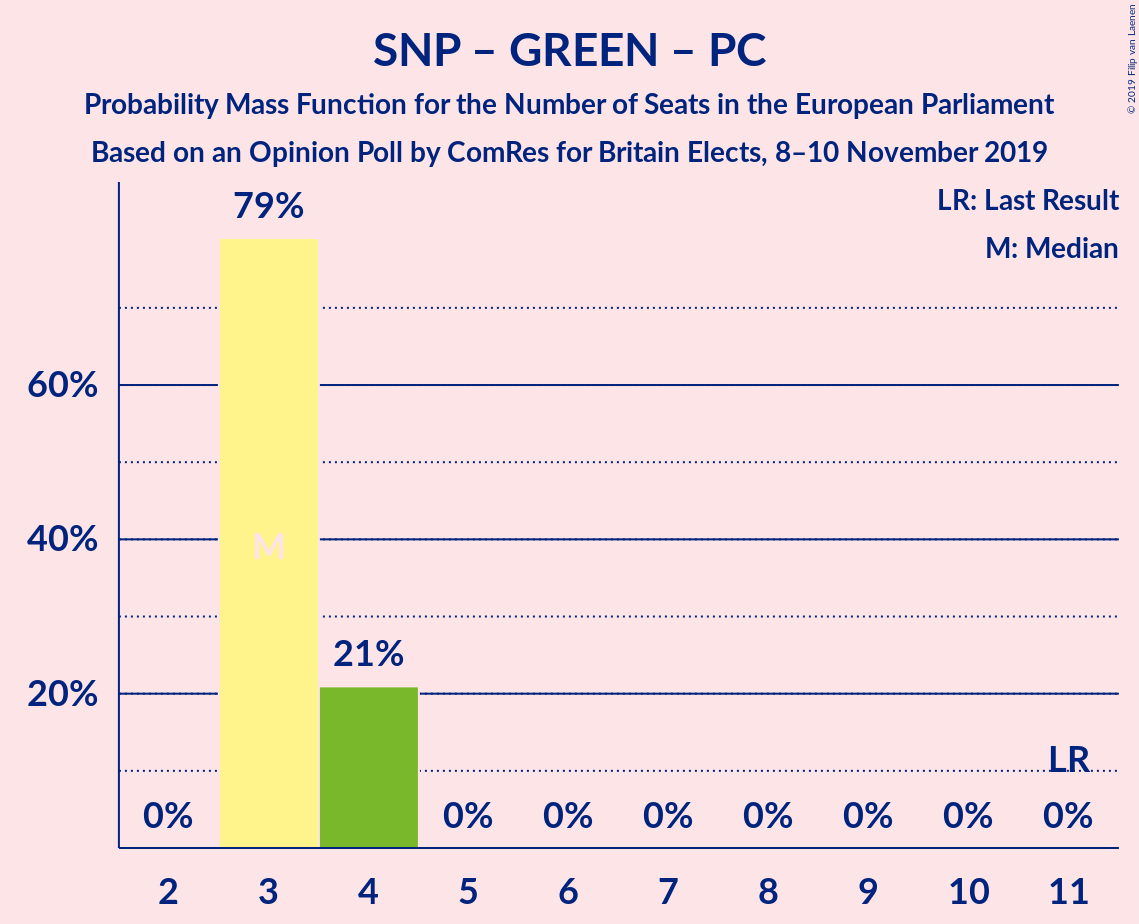 SNP – GREEN – PC
Probability Mass Function for the Number of Seats in the European Parliament
Based on an Opinion Poll by ComRes for Britain Elects, 8–10 November 2019
© 2019 Filip van Laenen
LR: Last Result
M: Median
79%
60%
M
40%
21%
20%
LR
0% 0% 0% 0% 0% 0% 0% 0%
2 3 4 5 6 7 8 9 10 11